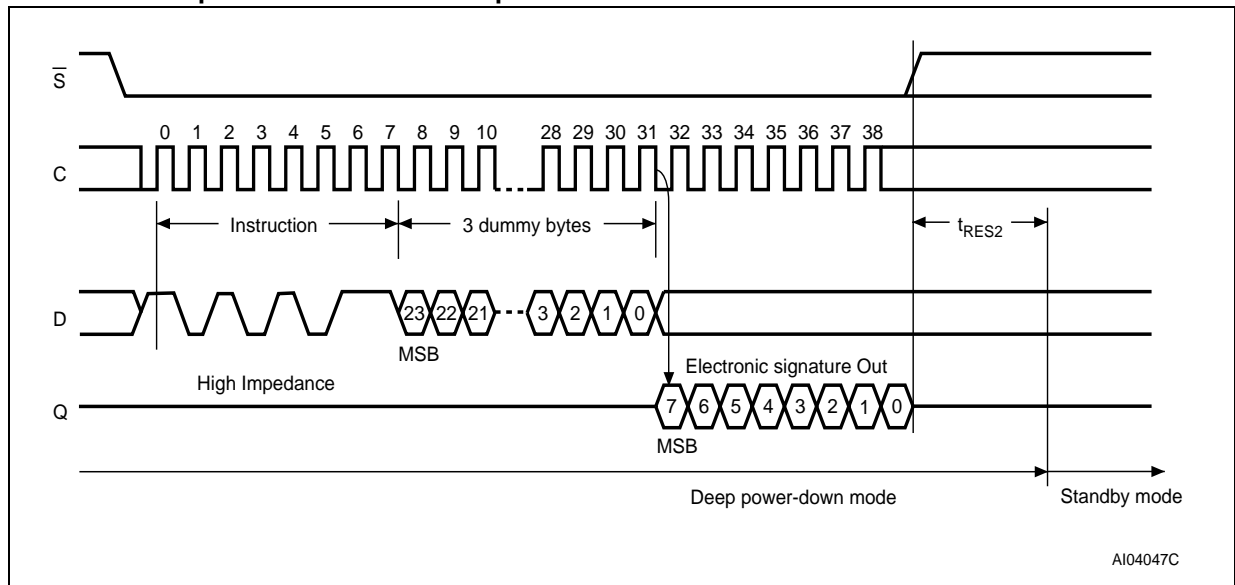 S
0 1 2 3 4 5 6 7 8 9 10 28 29 30 31 32 33 34 35 36 37 38
C
Instruction 3 dummy bytes tRES2
D 23 22 21 3 2 1 0
MSB
High Impedance Electronic signature Out
Q 7 6 5 4 3 2 1 0
MSB
Deep power-down mode Standby mode
AI04047C